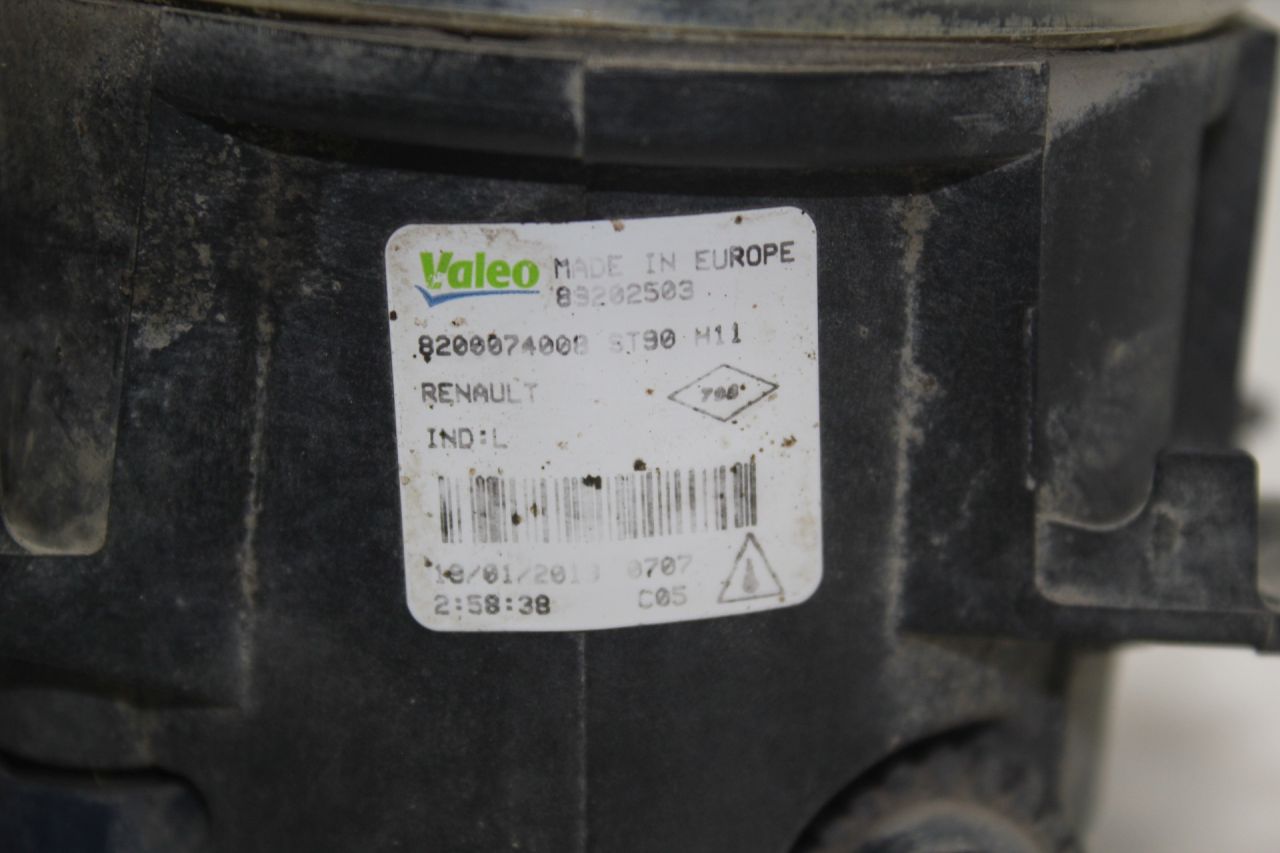 Valeo MADE IN EUROPE
89202503
8200074008 ST90 H11
RENAULT
IND:L
0707
2:58:38 C05